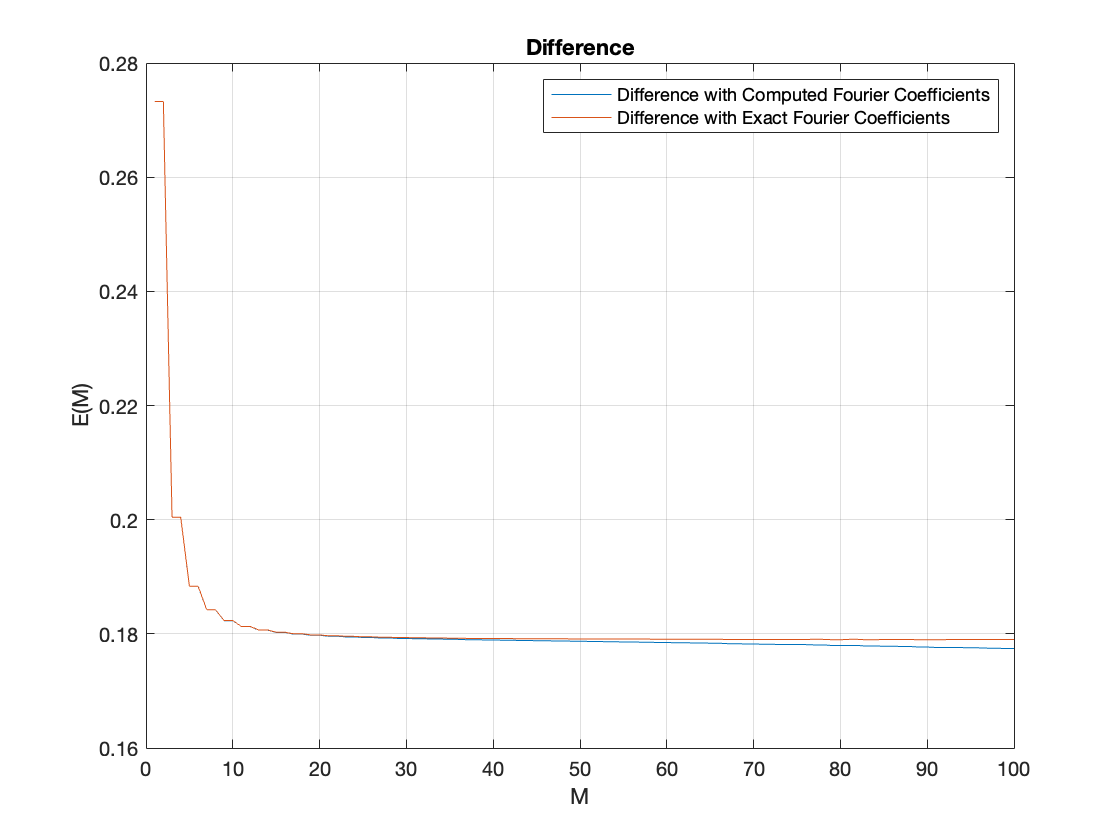 Difference
0.28
0.26
0.24
0.22
0.2
0.18
0.16
E(M)
Difference with Computed Fourier Coefficients
Difference with Exact Fourier Coefficients
0 10 20 30 40 50 60 70 80 90 100
M